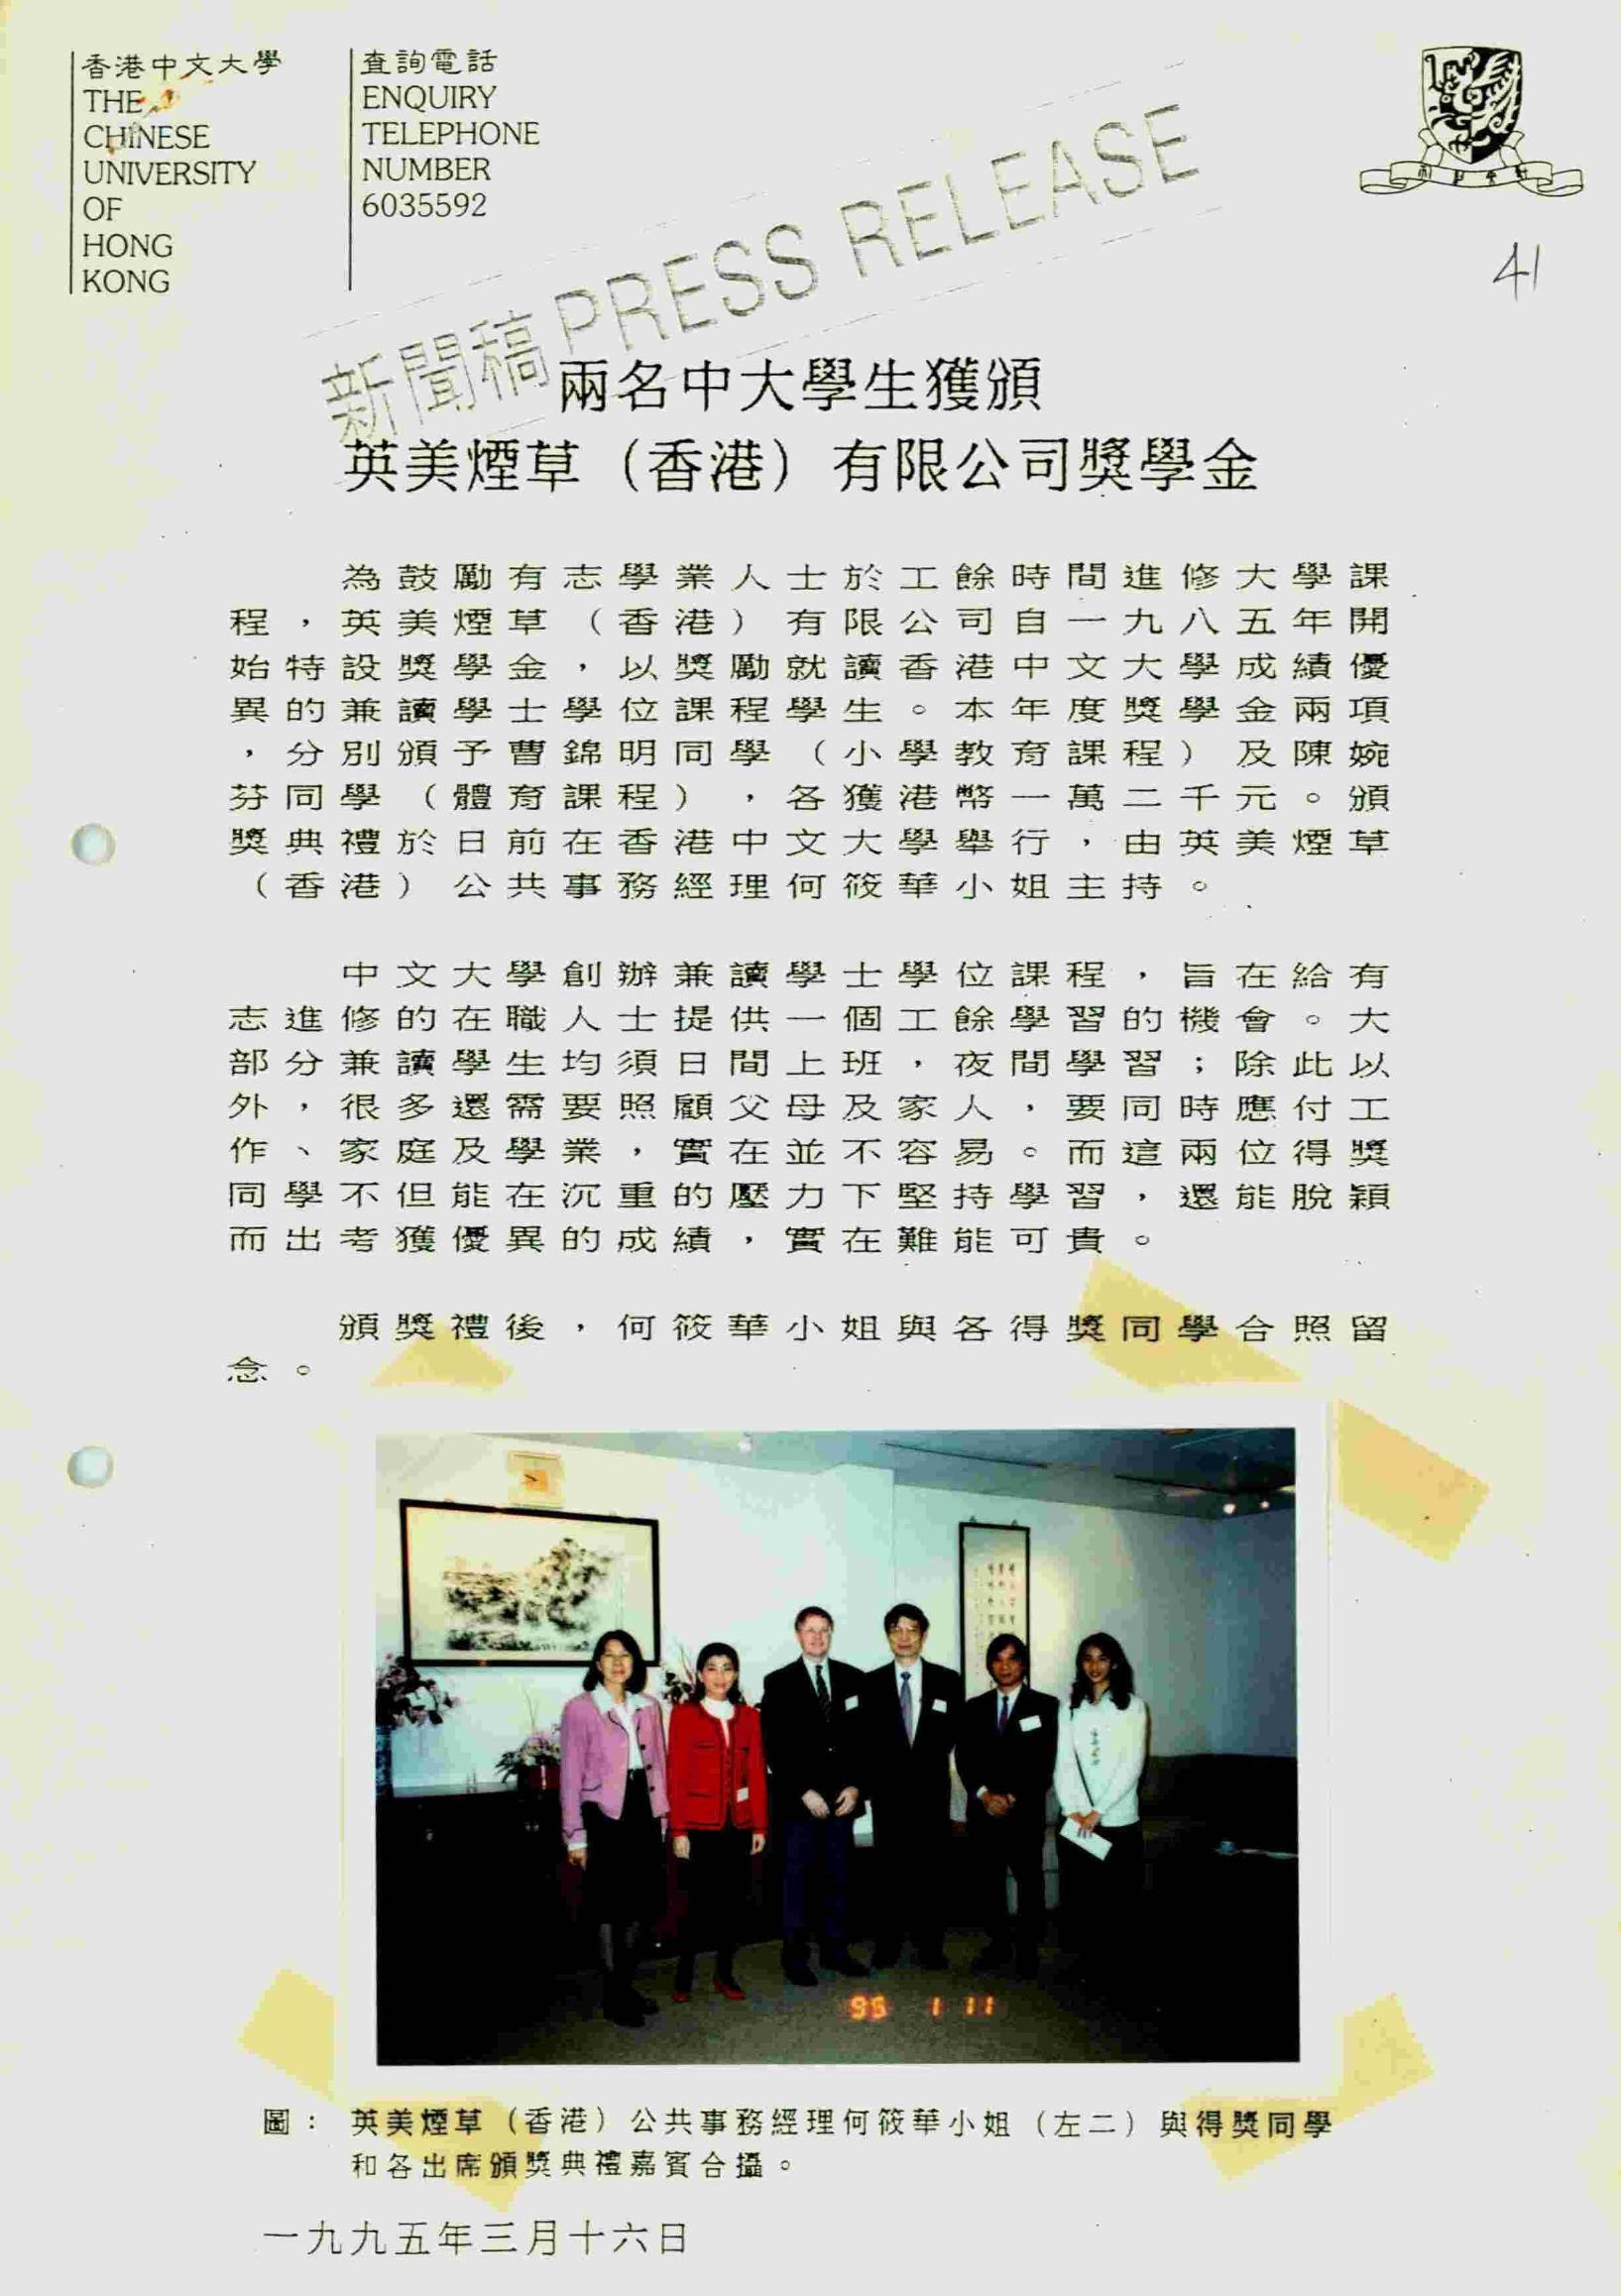 香港中文大學
THE
CHINESE
UNIVERSITY
OF
HONG
KONG
查詢電話
ENQUIRY
TELEPHONE
NUMBER
6035592
41
新聞稿 PRESS RELEASE
兩名中大學生獲頒
英美煙草（香港）有限公司獎學金
為鼓勵有志學業人士於工餘時間進修大學課
程，英美煙草（香港）有限公司自一九八五年開
始特設獎學金，以獎勵就讀香港中文大學成績優
異的兼讀學士學位課程學生。本年度獎學金兩項
，分別頒予曹錦明同學（小學教育課程）及陳婉
芬同學（體育課程），各獲港幣一萬二千元。頒
獎典禮於日前在香港中文大學舉行，由英美煙草
（香港）公共事務經理何筱華小姐主持。
中文大學創辦兼讀學士學位課程，旨在給有
志進修的在職人士提供一個工餘學習的機會。大
部分兼讀學生均須日間上班，夜間學習；除此以
外，很多還需要照顧父母及家人，要同時應付工
作、家庭及學業，實在並不容易。而這兩位得獎
同學不但能在沉重的壓力下堅持學習，還能脫穎
而出考獲優異的成績，實在難能可貴。
頒獎禮後，何筱華小姐與各得獎同學合照留
念。
95 1 11
圖： 英美煙草（香港）公共事務經理何筱華小姐（左二）與得獎同學
和各出席頒獎典禮嘉賓合攝。
一九九五年三月十六日